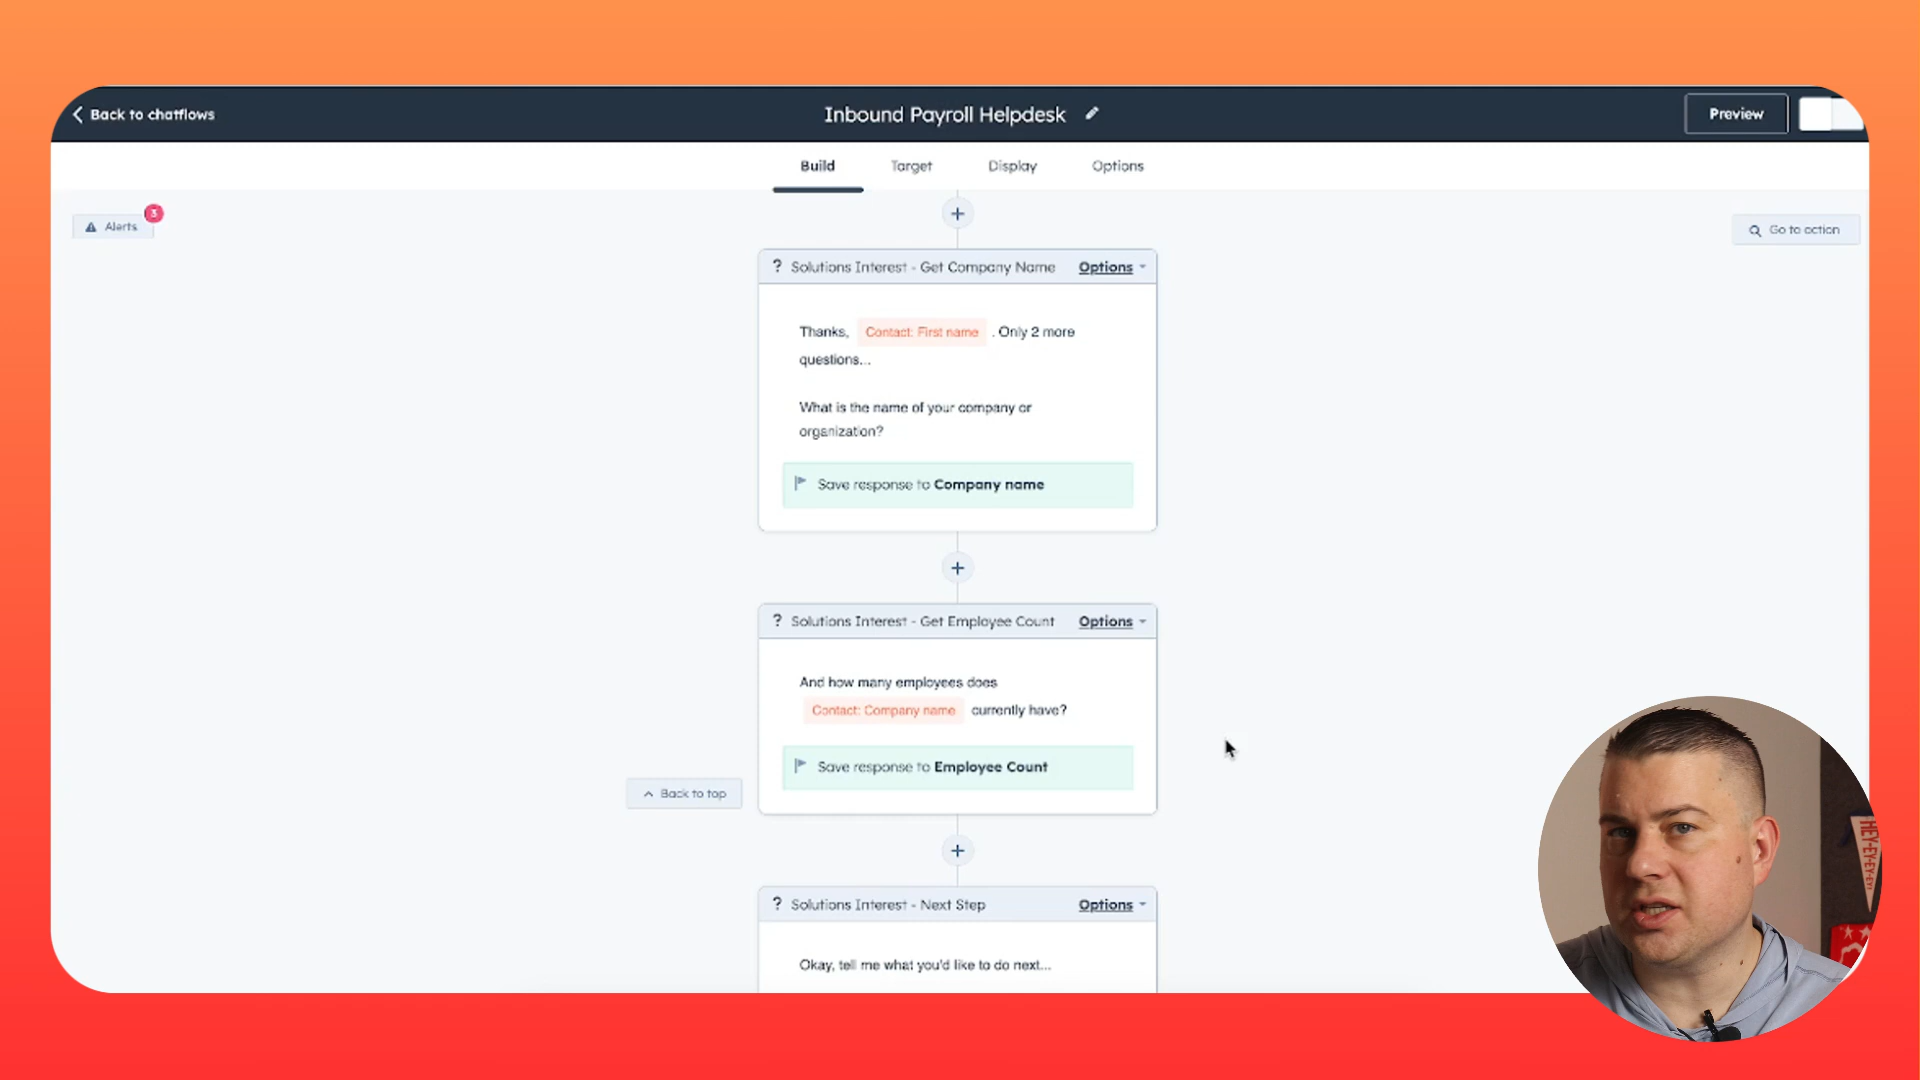 Back to chatflows
Inbound Payroll Helpdesk
Preview
Build
Target
Display
Options
Alerts
3
Go to action
? Solutions Interest - Get Company Name
Options
Thanks, Contact: First name . Only 2 more
questions...
What is the name of your company or
organization?
Save response to Company name
? Solutions Interest - Get Employee Count
Options
And how many employees does
Contact: Company name currently have?
Save response to Employee Count
Back to top
? Solutions Interest - Next Step
Options
Okay, tell me what you'd like to do next...
HEY-EY-EY-EY!